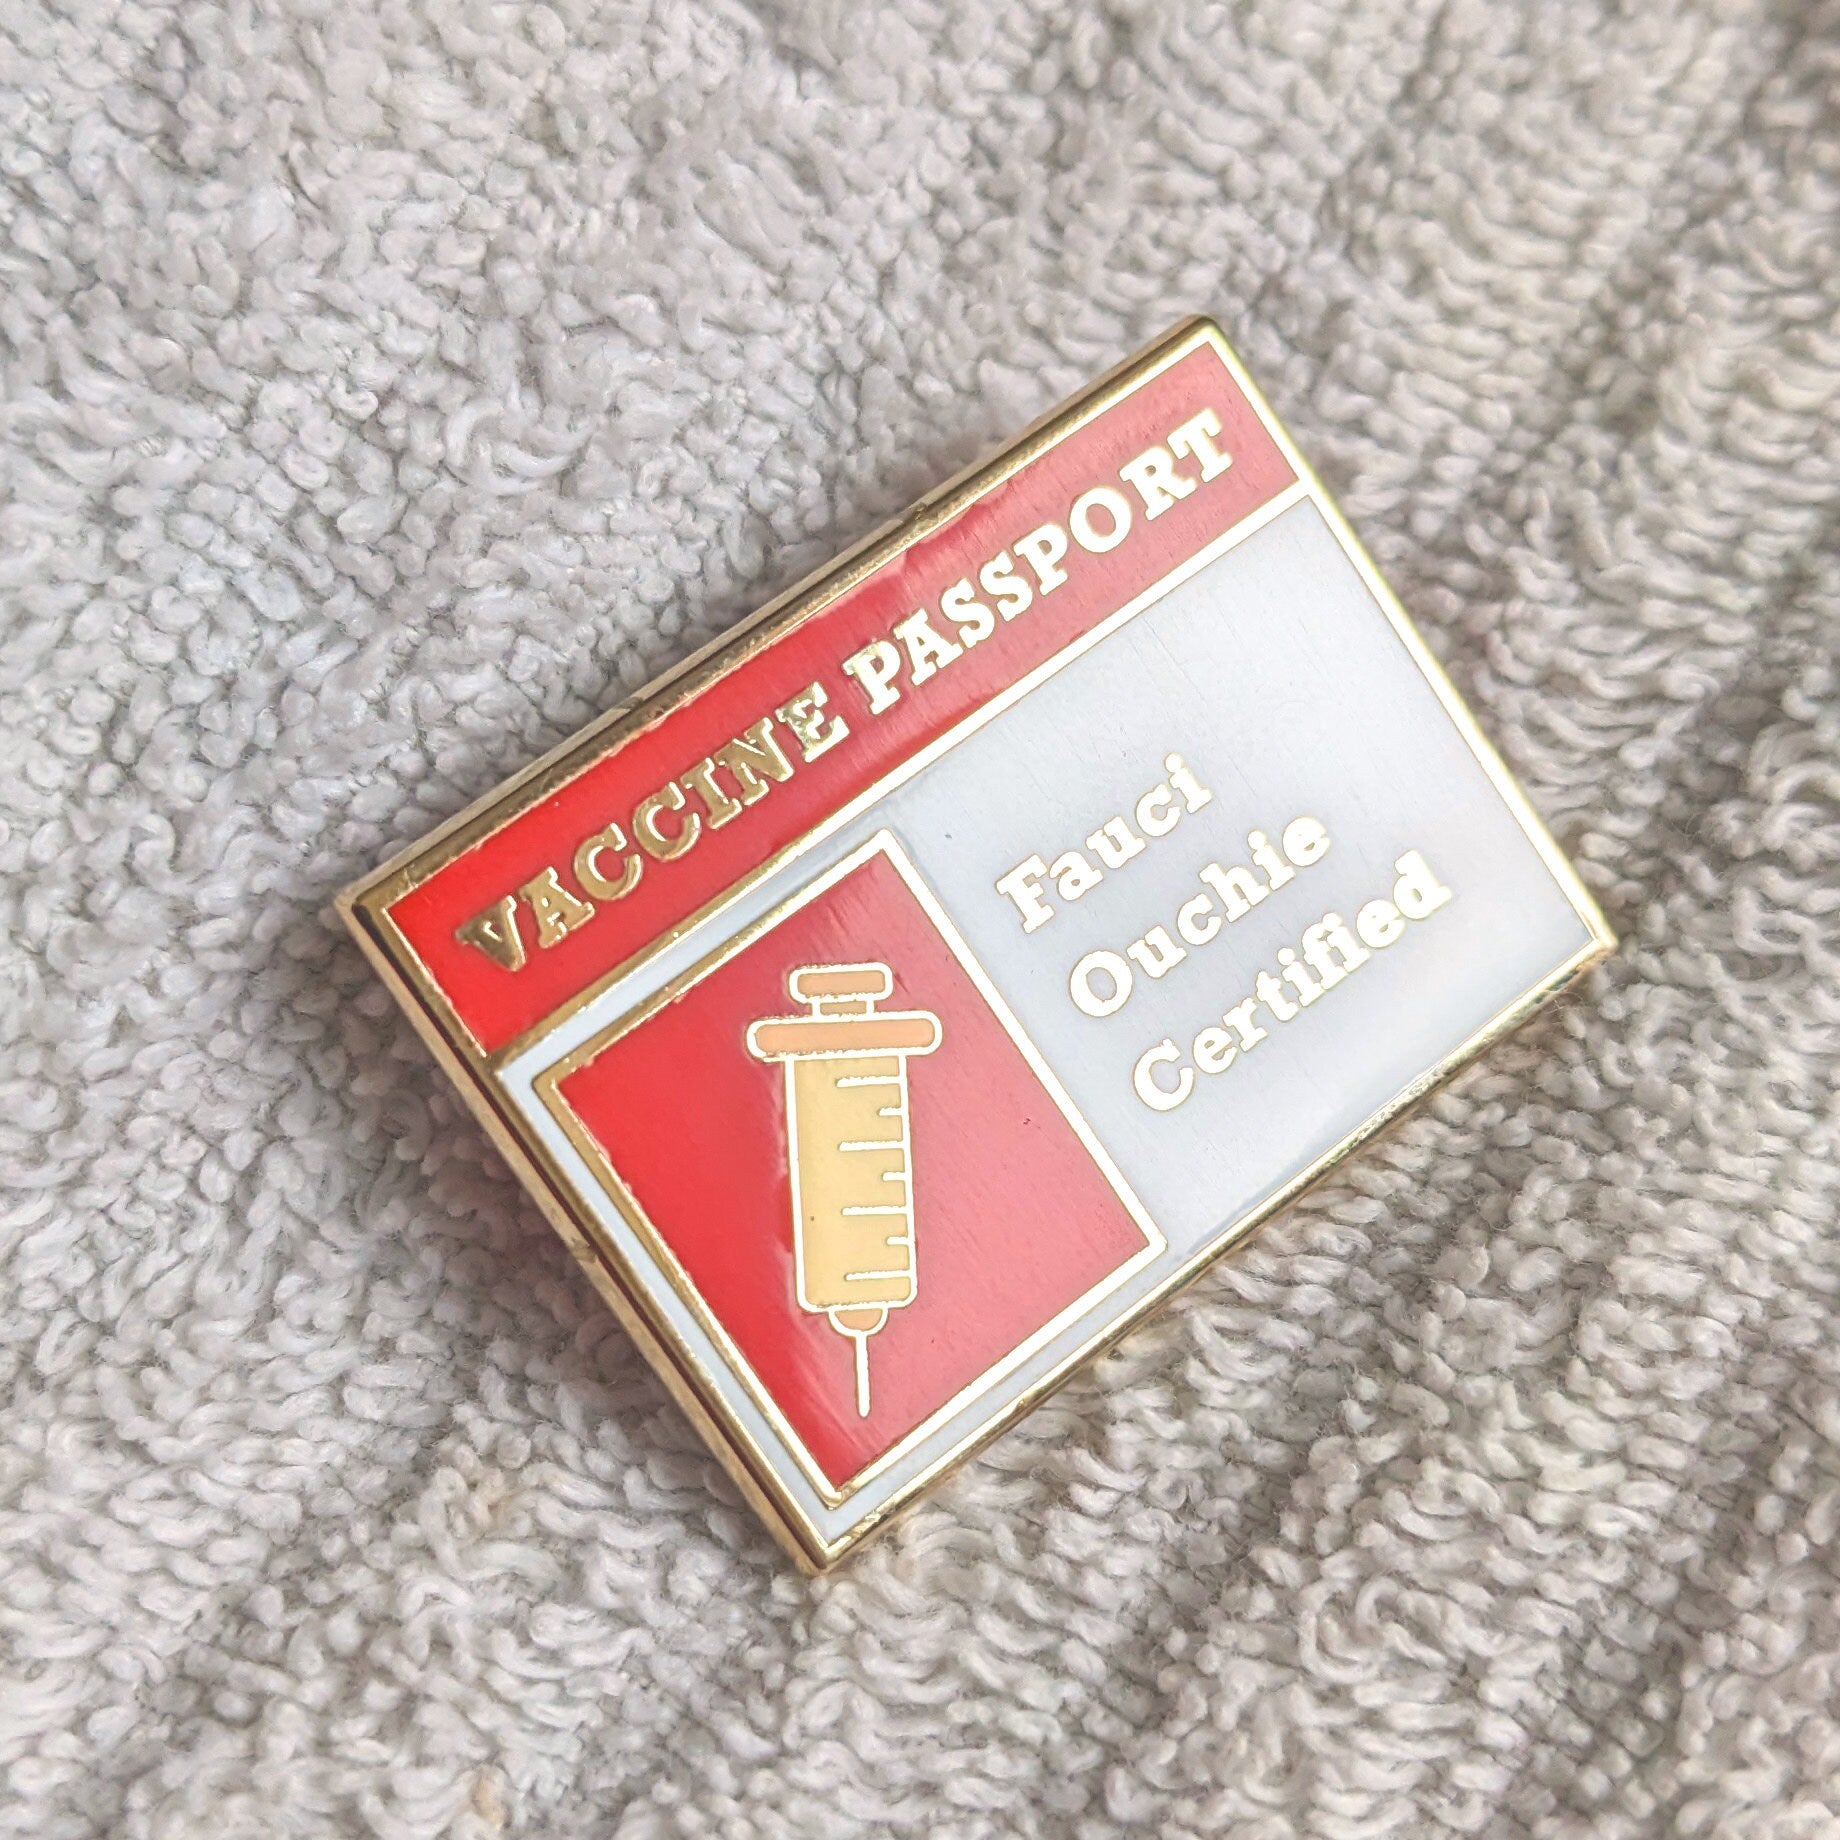 VACCINE PASSPORT
Fauci
Ouchie
Certified